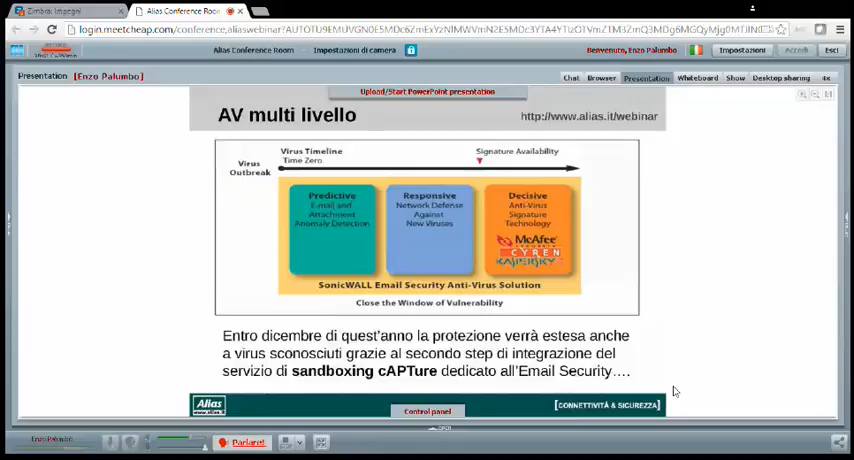 Zimbra: Impegni
Alias Conference Room
Alias Conference Room
Impostazioni di camera
Benvenuto, Enzo Palumbo
Impostazioni
Accedi
Esci
Presentation
[Enzo Palumbo]
Chat
Browser
Presentation
Whiteboard
Show
Desktop sharing
Upload/Start PowerPoint presentation
AV multi livello
http://www.alias.it/webinar
Virus Timeline
Signature Availability
Time Zero
Virus
Outbreak
Predictive
E-mail and
Attachment
Anomaly Detection
Responsive
Network Defense
Against
New Viruses
Decisive
Anti-Virus
Signature
Technology
McAfee
CYREN
KASPERSKY
SonicWALL Email Security Anti-Virus Solution
Close the Window of Vulnerability
Entro dicembre di quest'anno la protezione verrà estesa anche
a virus sconosciuti grazie al secondo step di integrazione del
servizio di sandboxing cAPTure dedicato all'Email Security....
Alias
www.alias.it
[CONNETTIVITÀ & SICUREZZA]
Control panel
OPEN
Enzo Palumbo
Parlare!